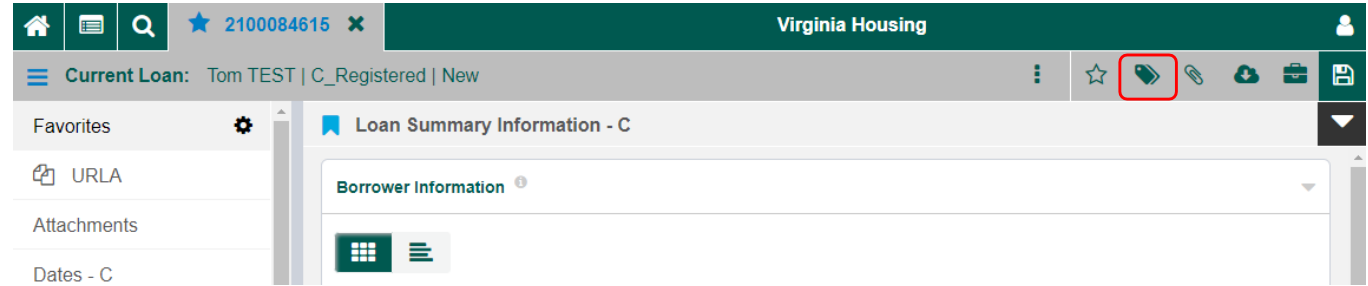 2100084615 Virginia Housing
Current Loan: Tom TEST | C_Registered | New
Favorites
Loan Summary Information - C
URLA
Borrower Information
Attachments
Dates - C